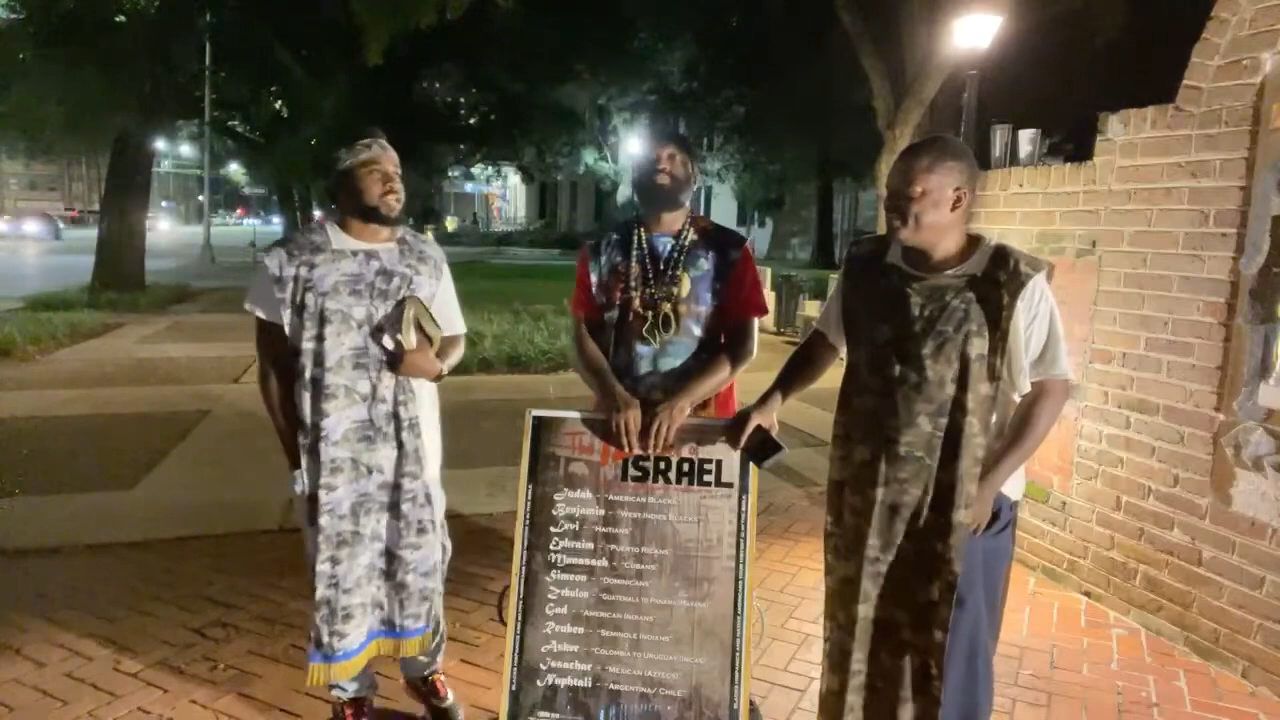 The of
ISRAEL
Judah - "AMERICAN BLACKS"
Benjamin - "WEST INDIES BLACKS"
Levi - "HAITIANS"
Ephraim - "PUERTO RICANS"
Manasseh - "CUBANS"
Simeon - "DOMINICANS"
Zebulon - "GUATEMALA TO PANAMA (MAYANS)"
Gad - "AMERICAN INDIANS"
Reuben - "SEMINOLE INDIANS"
Asher - "COLOMBIA TO URUGUAY (INCAS)"
Issachar - "MEXICAN (AZTECS)"
Naphtali - "ARGENTINA/ CHILE"